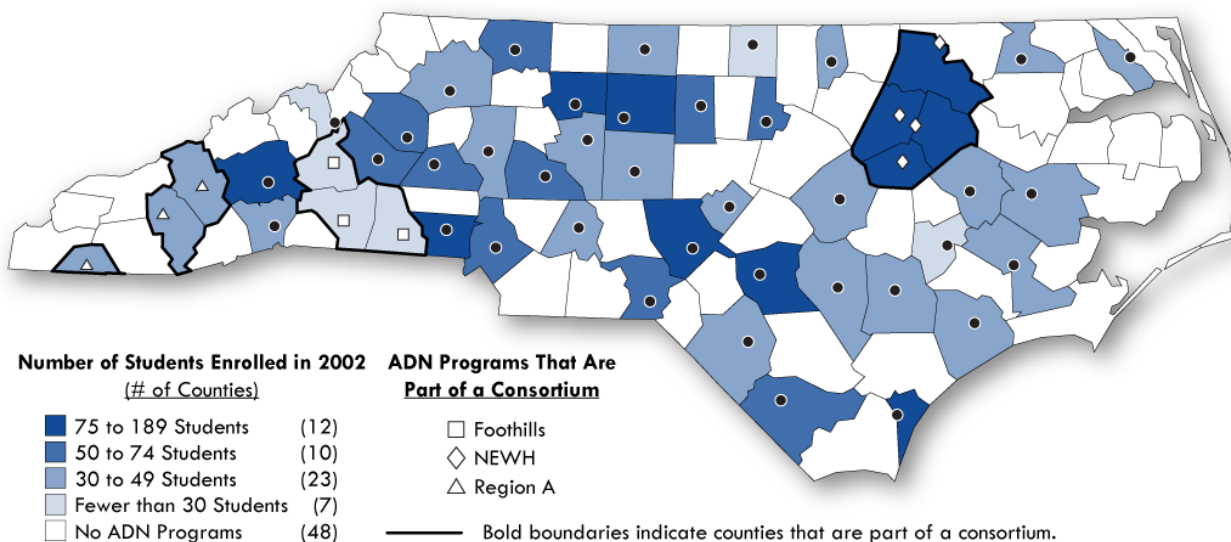 Number of Students Enrolled in 2002
(# of Counties)
75 to 189 Students (12)
50 to 74 Students (10)
30 to 49 Students (23)
Fewer than 30 Students (7)
No ADN Programs (48)
ADN Programs That Are
Part of a Consortium
Foothills
NEWH
Region A
Bold boundaries indicate counties that are part of a consortium.